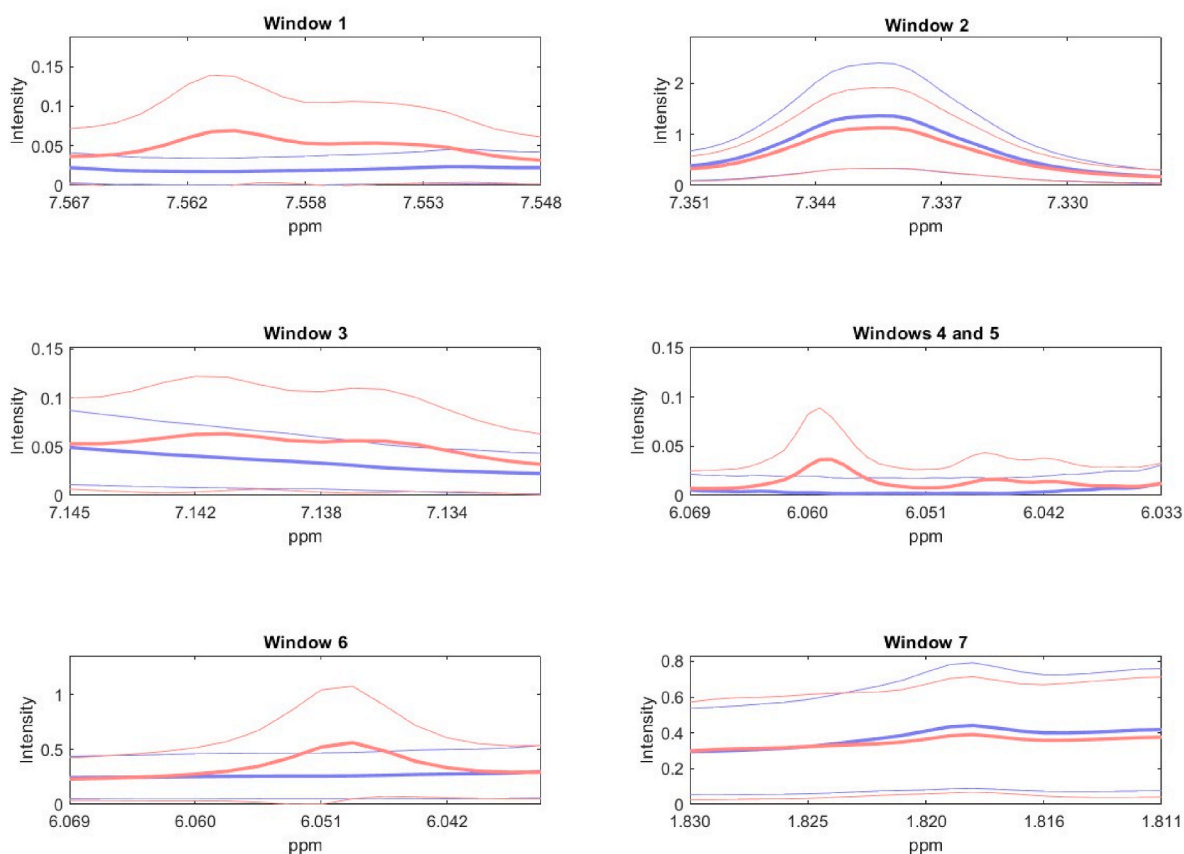 Window 1
Intensity
0.15
0.1
0.05
0
7.567
7.562
7.558
7.553
7.548
ppm
Window 2
Intensity
2
1
0
7.351
7.344
7.337
7.330
ppm
Window 3
Intensity
0.15
0.1
0.05
0
7.145
7.142
7.138
7.134
ppm
Windows 4 and 5
Intensity
0.15
0.1
0.05
0
6.069
6.060
6.051
6.042
6.033
ppm
Window 6
Intensity
1
0.5
0
6.069
6.060
6.051
6.042
ppm
Window 7
Intensity
0.8
0.6
0.4
0.2
0
1.830
1.825
1.820
1.816
1.811
ppm